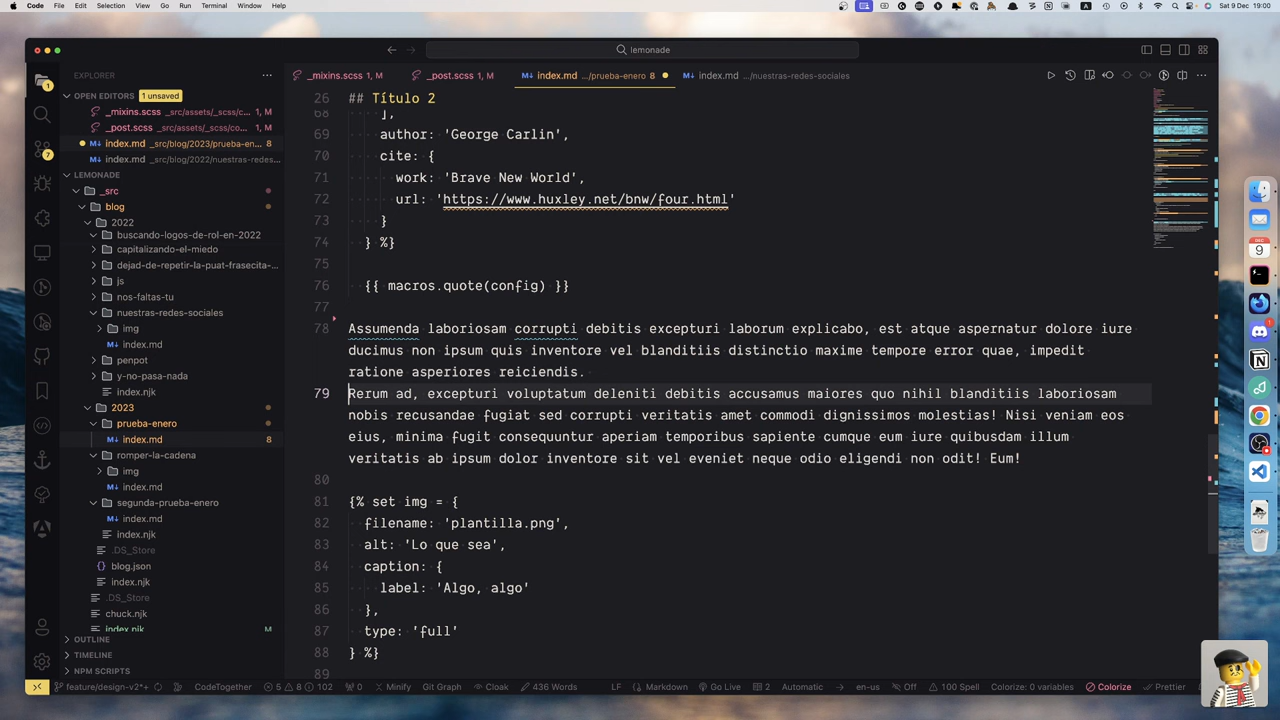 Code File Edit Selection View Go Run Terminal Window Help
Sat 9 Dec 19:00
lemonade
EXPLORER
OPEN EDITORS 1 unsaved
_mixins.scss _src/assets/_scss/c... 1, M
_post.scss _src/assets/_scss/co... 1, M
index.md _src/blog/2023/prueba-en... 8
index.md _src/blog/2022/nuestras-redes...
LEMONADE
_src
blog
2022
buscando-logos-de-rol-en-2022
capitalizando-el-miedo
dejad-de-repetir-la-puat-frasecita-...
js
nos-faltas-tu
nuestras-redes-sociales
img
index.md
penpot
y-no-pasa-nada
index.njk
2023
prueba-enero
index.md 8
romper-la-cadena
img
index.md
segunda-prueba-enero
index.md
index.njk
.DS_Store
blog.json
index.njk
.DS_Store
chuck.njk
index.njk M
OUTLINE
TIMELINE
NPM SCRIPTS
_mixins.scss 1, M _post.scss 1, M index.md .../prueba-enero 8 index.md .../nuestras-redes-sociales
26 ## Título 2
68 ],
69 author: 'George Carlin',
70 cite: {
71 work: 'Brave New World',
72 url: 'https://www.huxley.net/bnw/four.html'
73 }
74 } %}
75
76 {{ macros.quote(config) }}
77
78 Assumenda laboriosam corrupti debitis excepturi laborum explicabo, est atque aspernatur dolore iure
ducimus non ipsum quis inventore vel blanditiis distinctio maxime tempore error quae, impedit
ratione asperiores reiciendis.
79 Rerum ad, excepturi voluptatum deleniti debitis accusamus maiores quo nihil blanditiis laboriosam
nobis recusandae fugiat sed corrupti veritatis amet commodi dignissimos molestias! Nisi veniam eos
eius, minima fugit consequuntur aperiam temporibus sapiente cumque eum iure quibusdam illum
veritatis ab ipsum dolor inventore sit vel eveniet neque odio eligendi non odit! Eum!
80
81 {% set img = {
82 filename: 'plantilla.png',
83 alt: 'Lo que sea',
84 caption: {
85 label: 'Algo, algo'
86 },
87 type: 'full'
88 } %}
89
feature/design-v2*+ CodeTogether 5 8 102 0 Minify Git Graph Cloak 436 Words LF Markdown Go Live 2 Automatic en-us Off 100 Spell Colorize: 0 variables Colorize Prettier